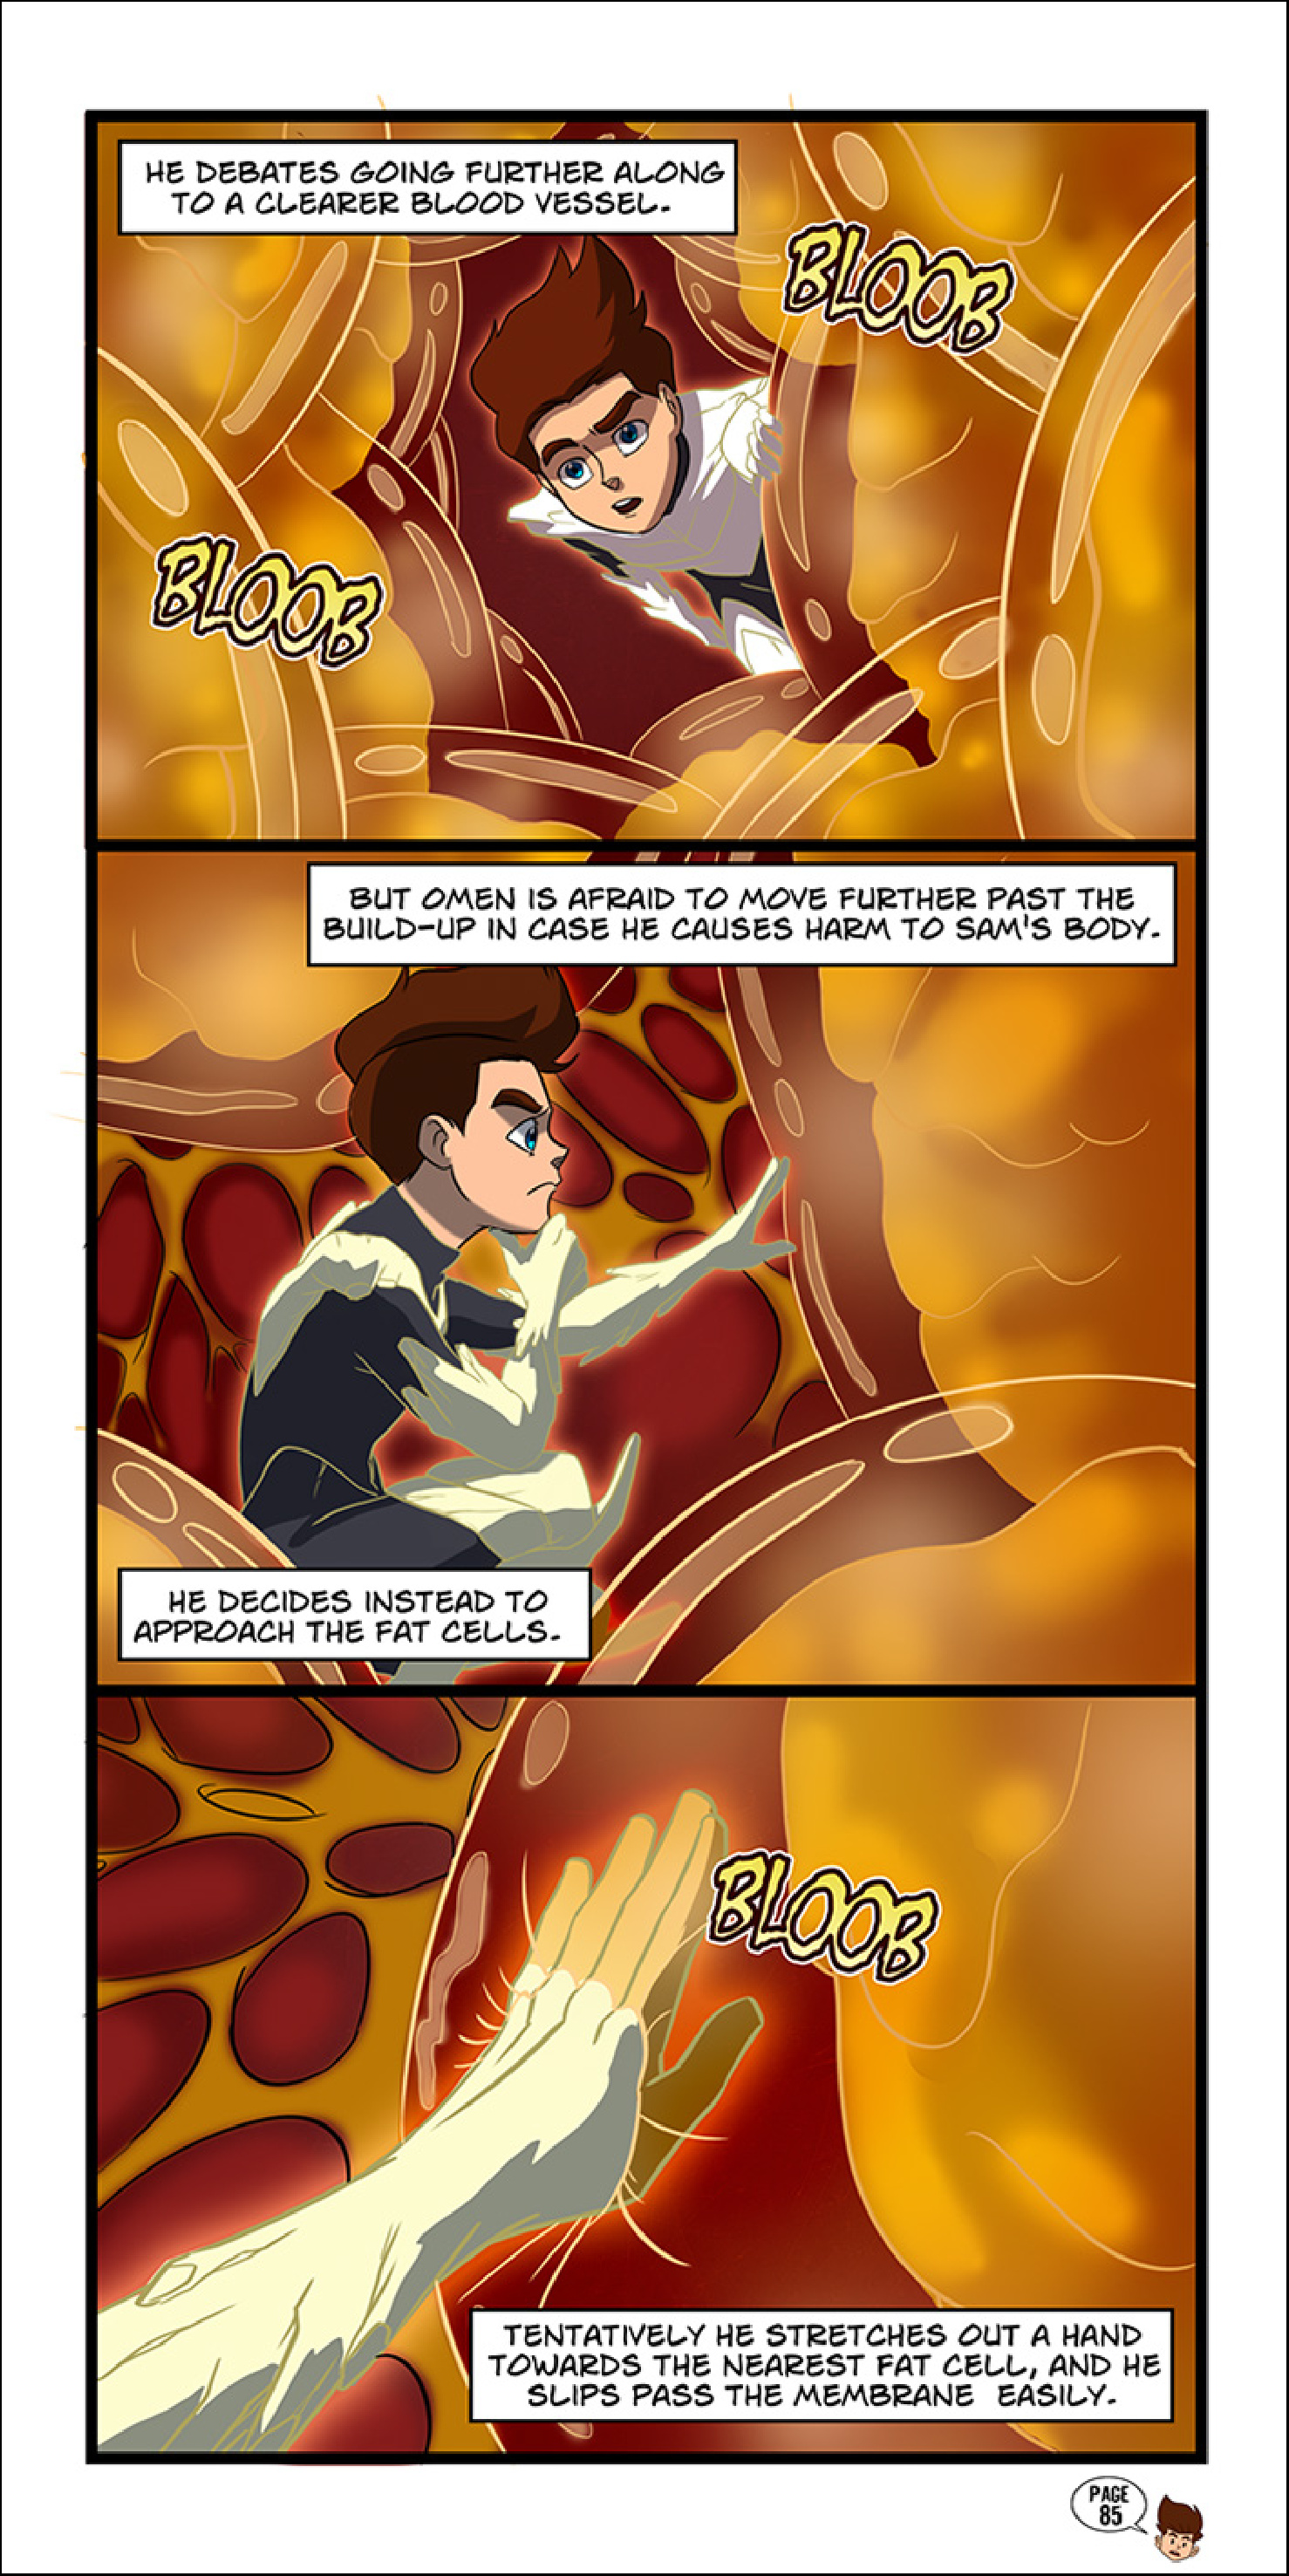 HE DEBATES GOING FURTHER ALONG
TO A CLEARER BLOOD VESSEL.
BLOOB
BLOOB
BUT OMEN IS AFRAID TO MOVE FURTHER PAST THE
BUILD-UP IN CASE HE CAUSES HARM TO SAM'S BODY.
HE DECIDES INSTEAD TO
APPROACH THE FAT CELLS.
BLOOB
TENTATIVELY HE STRETCHES OUT A HAND
TOWARDS THE NEAREST FAT CELL, AND HE
SLIPS PASS THE MEMBRANE EASILY.
PAGE
85